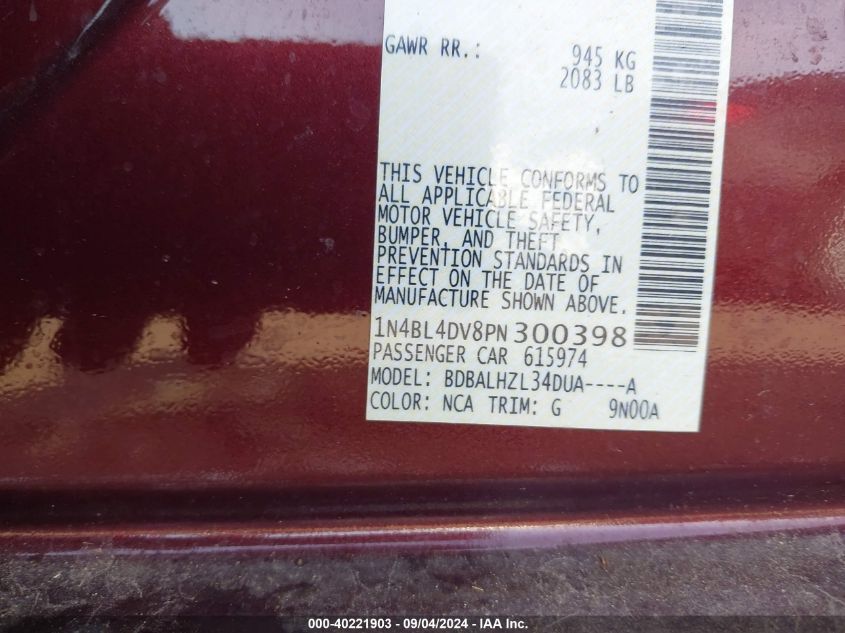 GAWR RR.: 945 KG
2083 LB
THIS VEHICLE CONFORMS TO
ALL APPLICABLE FEDERAL
MOTOR VEHICLE SAFETY,
BUMPER, AND THEFT
PREVENTION STANDARDS IN
EFFECT ON THE DATE OF
MANUFACTURE SHOWN ABOVE.
1N4BL4DV8PN300398
PASSENGER CAR 615974
MODEL: BDBALHZL34DUA----A
COLOR: NCA TRIM: G 9N00A
000-40221903 - 09/04/2024 - IAA Inc.